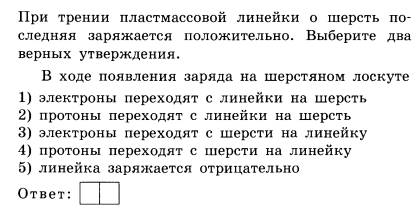 При трении пластмассовой линейки о шерсть по-
следняя заряжается положительно. Выберите два
верных утверждения.
В ходе появления заряда на шерстяном лоскуте
1) электроны переходят с линейки на шерсть
2) протоны переходят с линейки на шерсть
3) электроны переходят с шерсти на линейку
4) протоны переходят с шерсти на линейку
5) линейка заряжается отрицательно
Ответ: